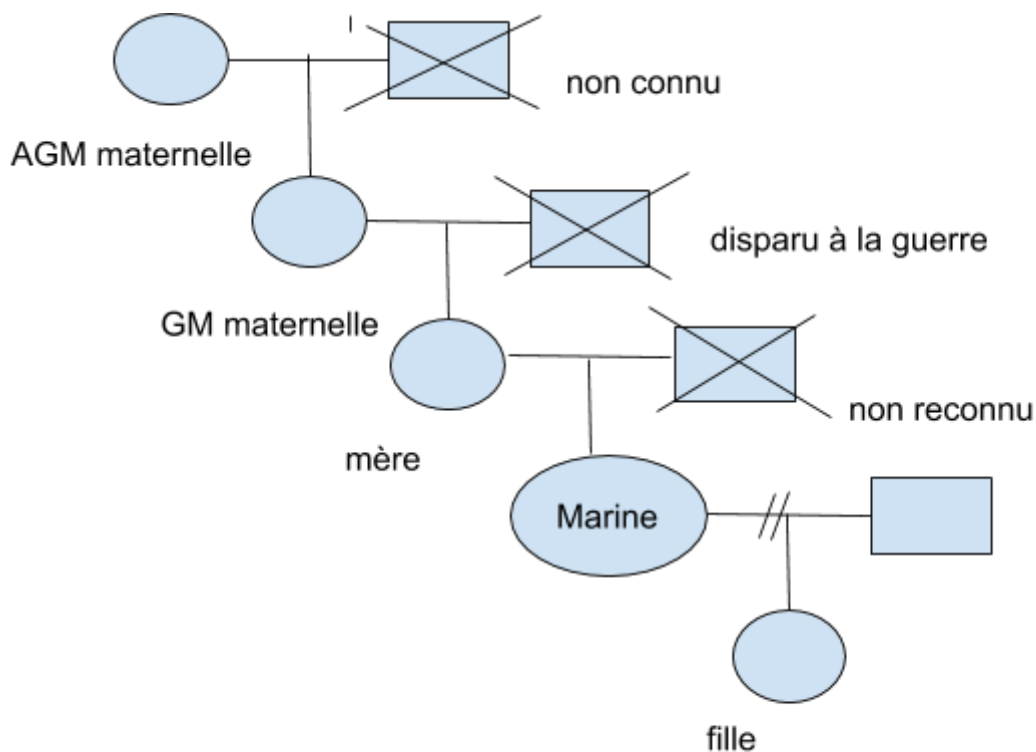 non connu
AGM maternelle
disparu à la guerre
GM maternelle
non reconnu
mère
Marine
fille